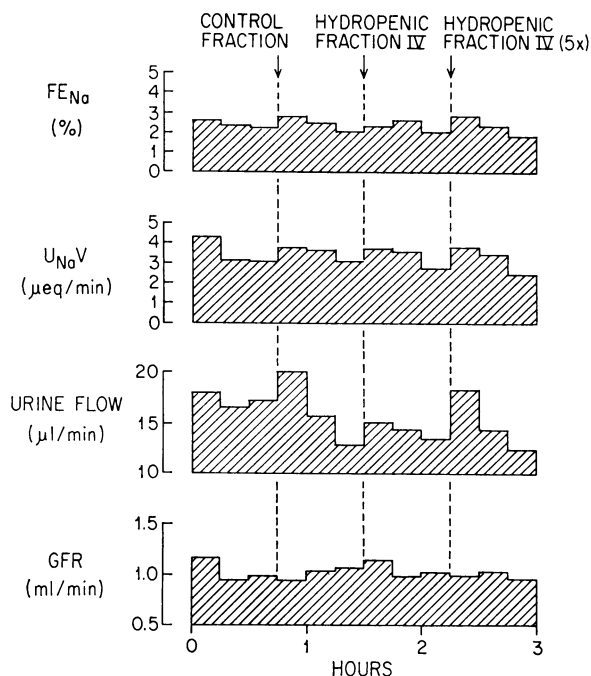 CONTROL FRACTION
HYDROPENIC FRACTION IV
HYDROPENIC FRACTION IV (5x)
FENa
(%)
5
4
3
2
1
0
UNaV
(μeq/min)
5
4
3
2
1
0
URINE FLOW
(μl/min)
20
15
10
GFR
(ml/min)
1.5
1.0
0.5
0
1
2
3
HOURS